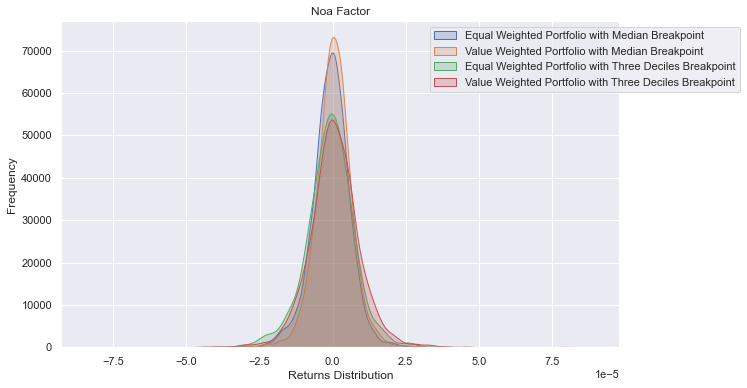 Noa Factor
Equal Weighted Portfolio with Median Breakpoint
Value Weighted Portfolio with Median Breakpoint
Equal Weighted Portfolio with Three Deciles Breakpoint
Value Weighted Portfolio with Three Deciles Breakpoint
Frequency
70000
60000
50000
40000
30000
20000
10000
0
−7.5 −5.0 −2.5 0.0 2.5 5.0 7.5
Returns Distribution
1e−5